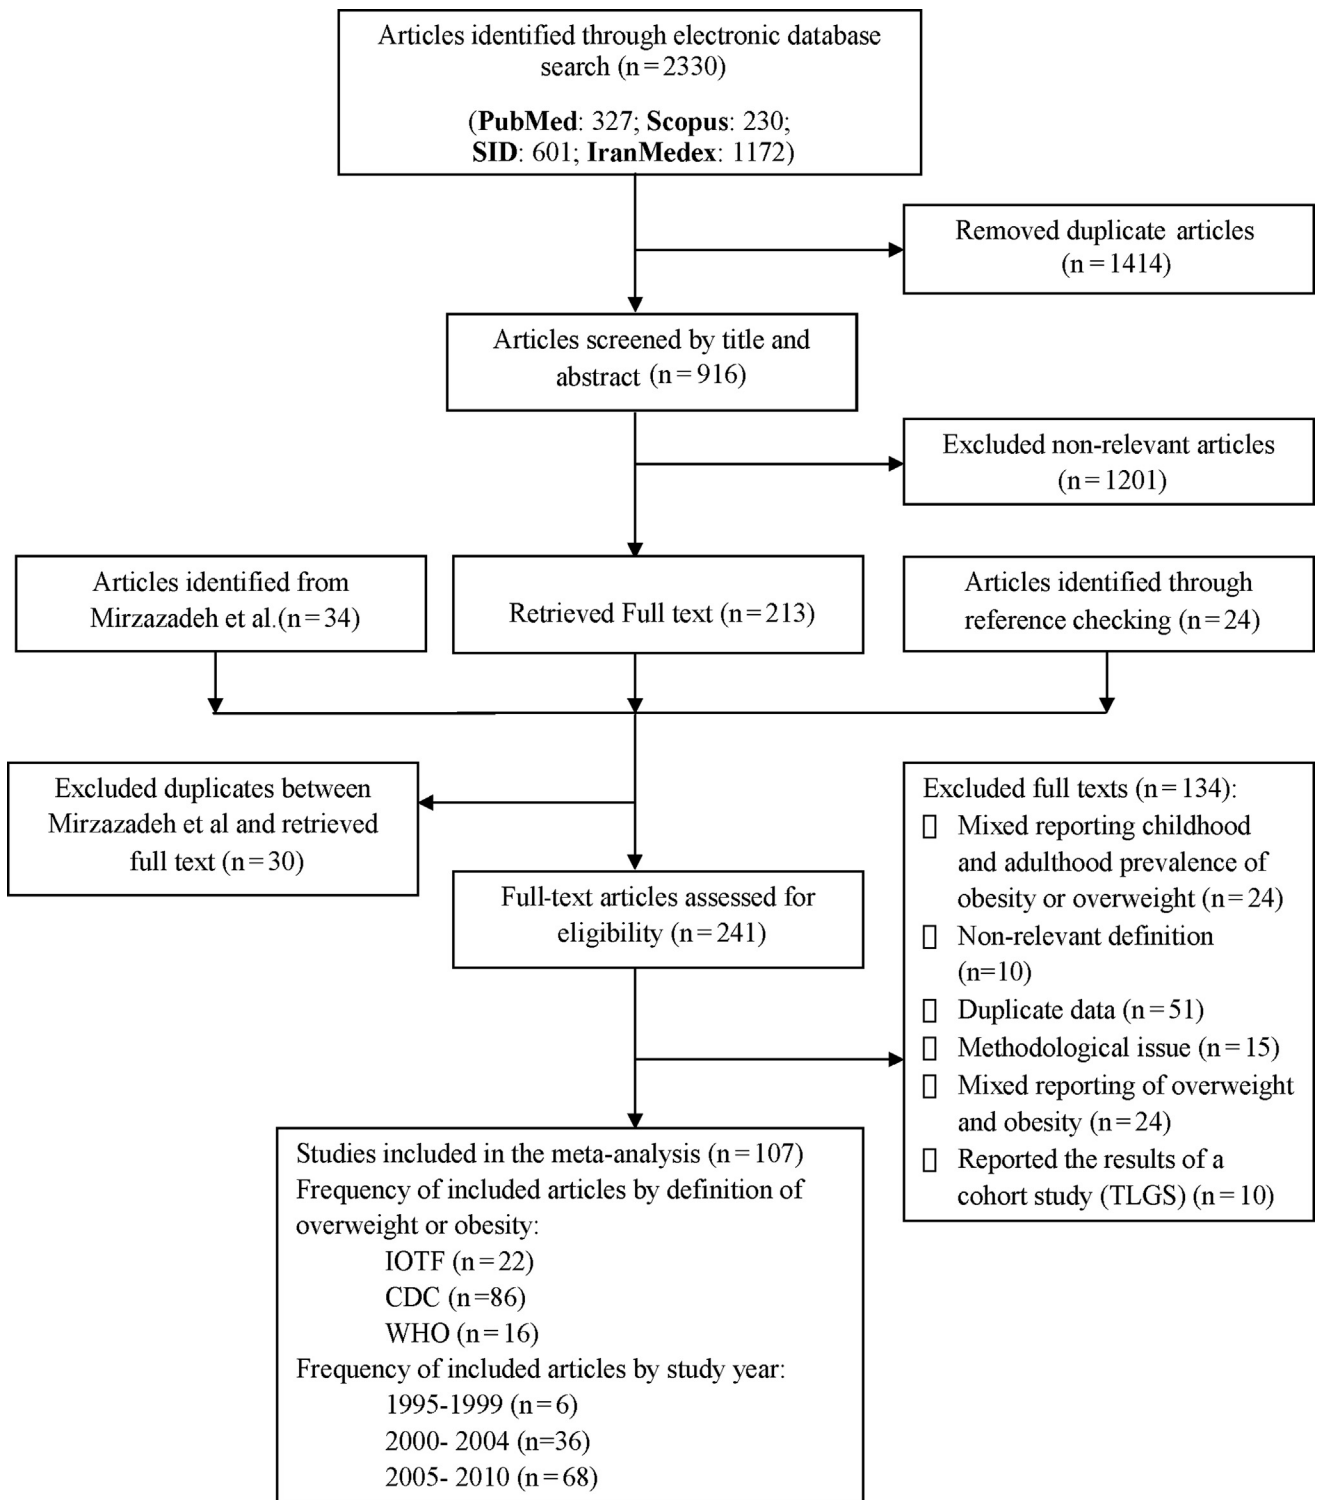 Articles identified through electronic database
search (n=2330)
(PubMed: 327; Scopus: 230;
SID: 601; IranMedex: 1172)
Removed duplicate articles
(n=1414)
Articles screened by title and
abstract (n=916)
Excluded non-relevant articles
(n=1201)
Articles identified from
Mirzazadeh et al.(n=34)
Retrieved Full text (n=213)
Articles identified through
reference checking (n=24)
Excluded duplicates between
Mirzazadeh et al and retrieved
full text (n=30)
Full-text articles assessed for
eligibility (n=241)
Excluded full texts (n=134):
Mixed reporting childhood
and adulthood prevalence of
obesity or overweight (n=24)
Non-relevant definition
(n=10)
Duplicate data (n=51)
Methodological issue (n=15)
Mixed reporting of overweight
and obesity (n=24)
Reported the results of a
cohort study (TLGS) (n=10)
Studies included in the meta-analysis (n=107)
Frequency of included articles by definition of
overweight or obesity:
IOTF (n=22)
CDC (n=86)
WHO (n=16)
Frequency of included articles by study year:
1995-1999 (n=6)
2000- 2004 (n=36)
2005- 2010 (n=68)